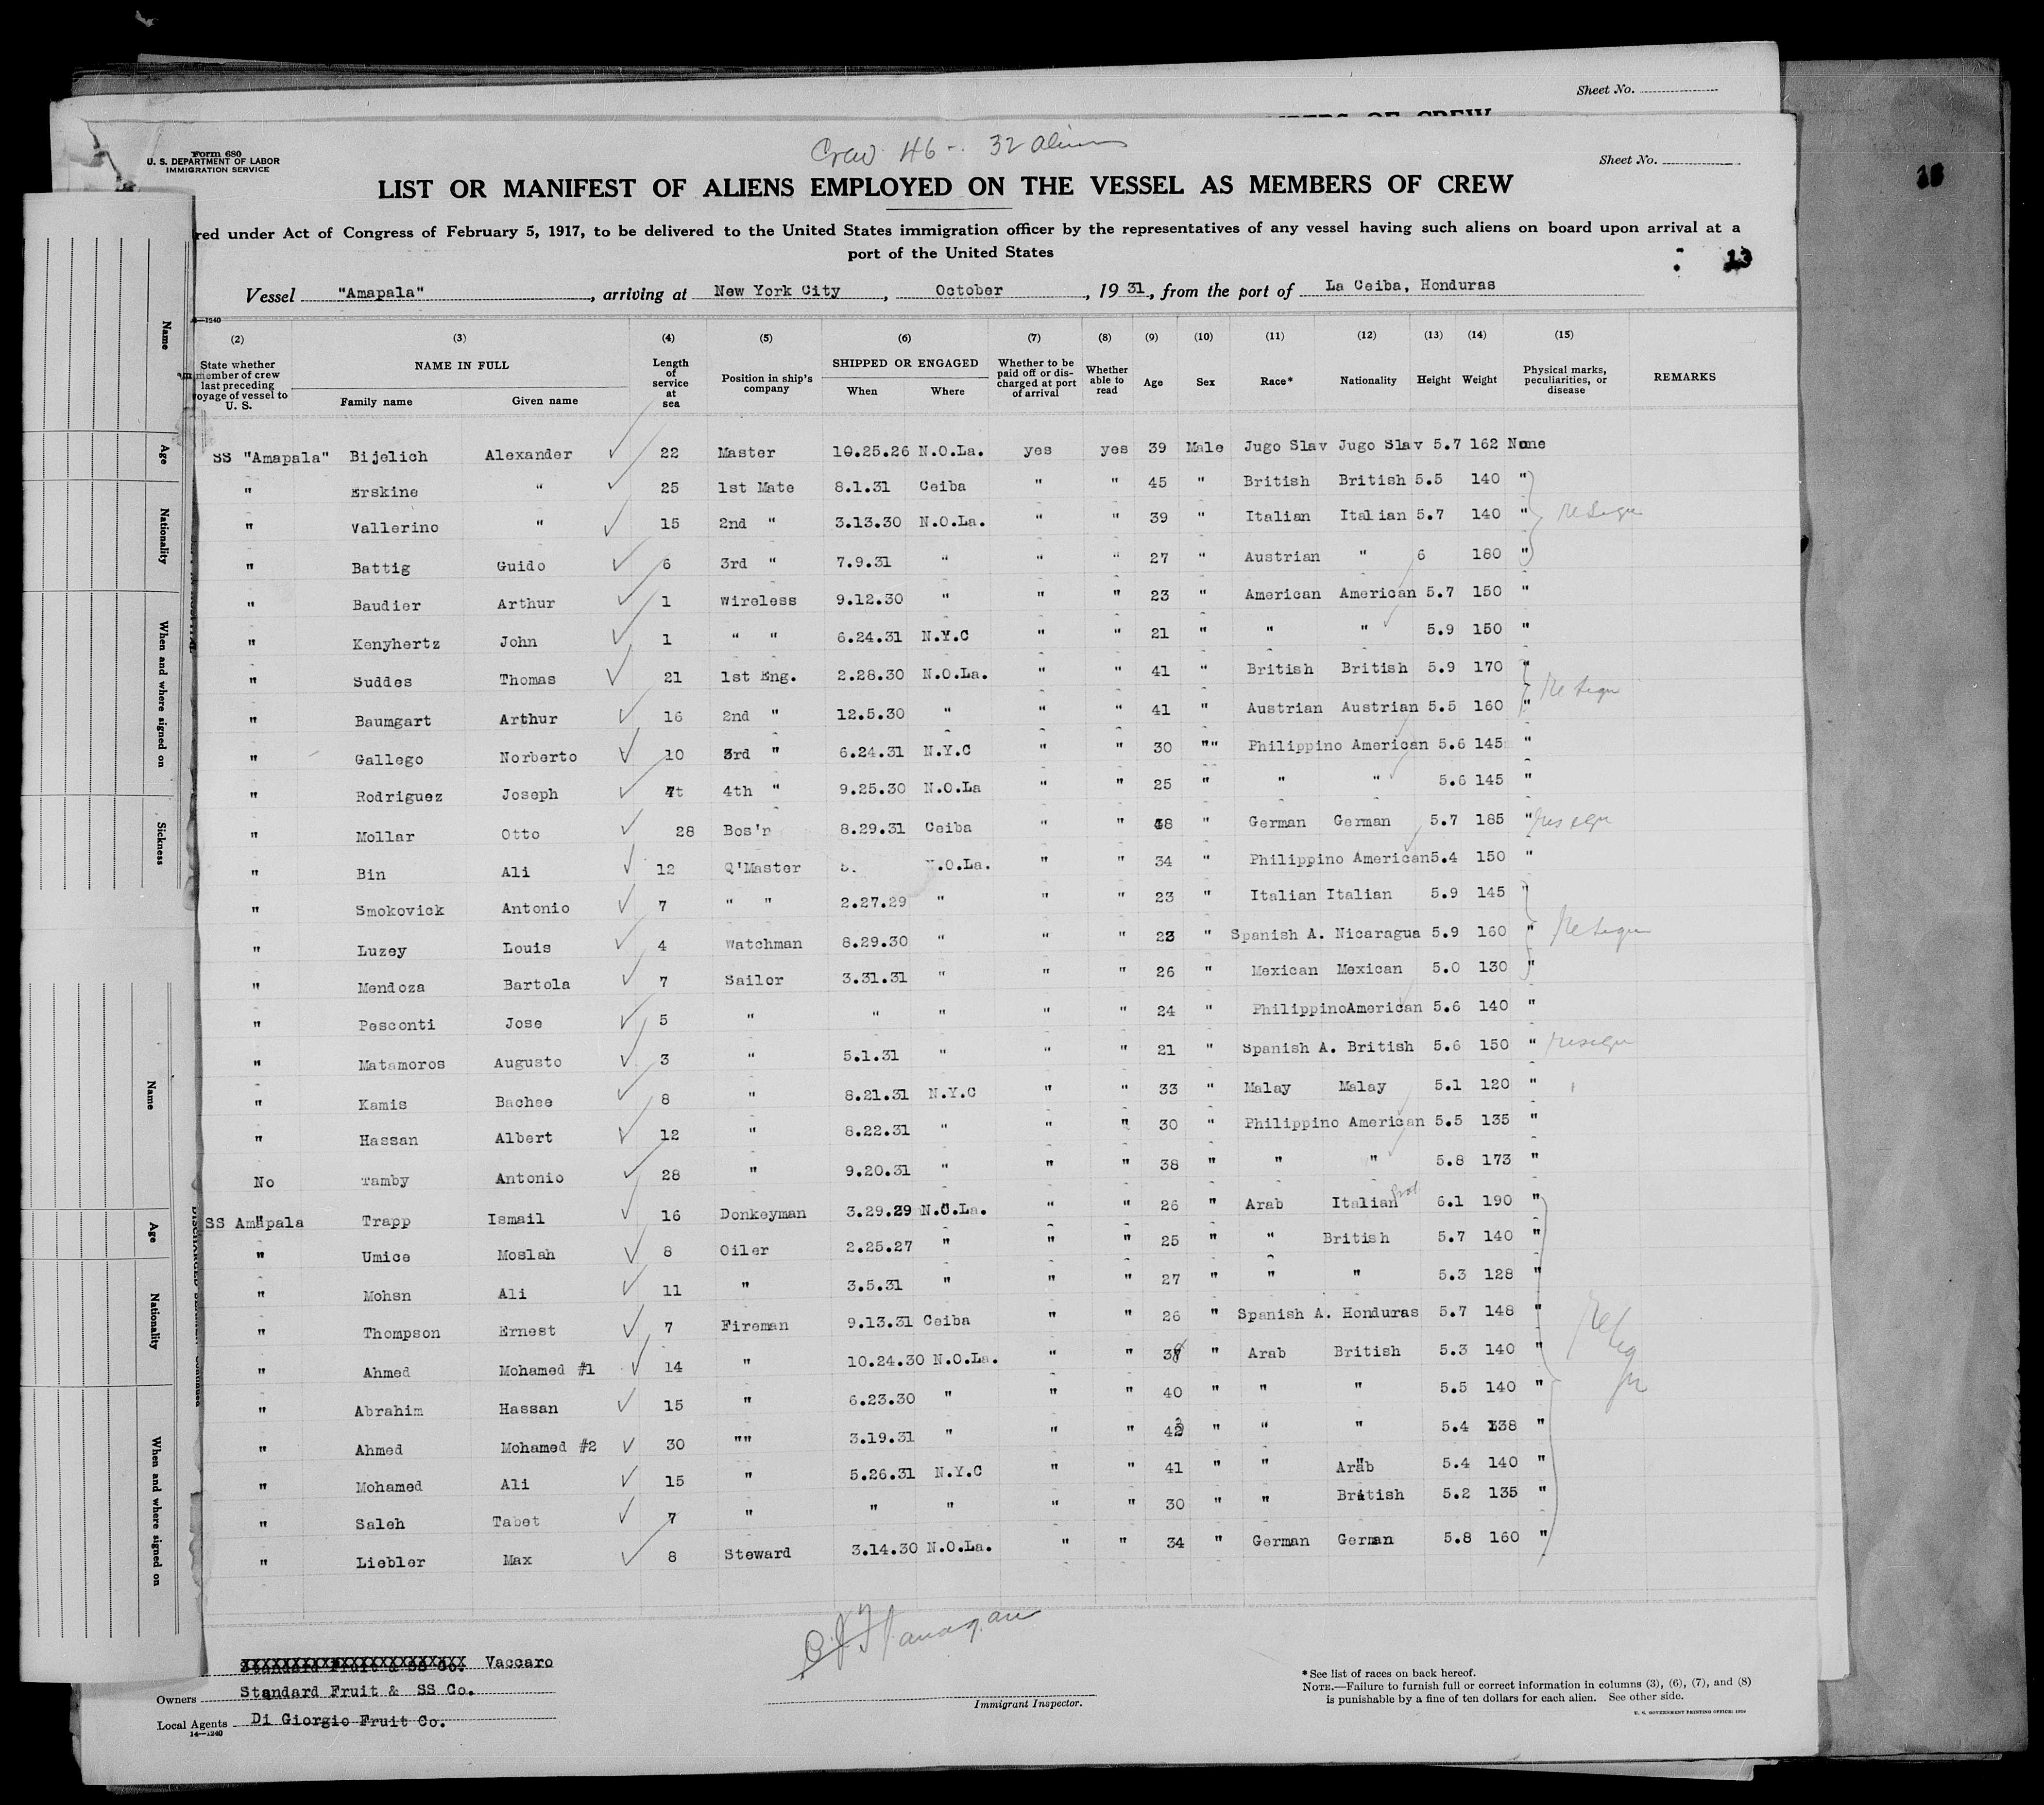 Sheet No.
Crew 46 - 32 aliens
Form 680
U. S. DEPARTMENT OF LABOR
IMMIGRATION SERVICE
Sheet No.
LIST OR MANIFEST OF ALIENS EMPLOYED ON THE VESSEL AS MEMBERS OF CREW
red under Act of Congress of February 5, 1917, to be delivered to the United States immigration officer by the representatives of any vessel having such aliens on board upon arrival at a
port of the United States
13
Vessel "Amapala", arriving at New York City, October, 1931, from the port of La Ceiba, Honduras
(2) (3) (4) (5) (6) (7) (8) (9) (10) (11) (12) (13) (14) (15)
State whether member of crew last preceding voyage of vessel to U. S. NAME IN FULL Family name Given name Length of service at sea Position in ship's company SHIPPED OR ENGAGED When Where Whether to be paid off or discharged at port of arrival Whether able to read Age Sex Race* Nationality Height Weight Physical marks, peculiarities, or disease REMARKS
SS "Amapala" Bijelich Alexander 22 Master 10.25.26 N.O.La. yes yes 39 Male Jugo Slav Jugo Slav 5.7 162 None
" Erskine " 25 1st Mate 8.1.31 Ceiba " " 45 " British British 5.5 140 "
" Vallerino " 15 2nd " 3.13.30 N.O.La. " " 39 " Italian Italian 5.7 140 "
" Battig Guido 6 3rd " 7.9.31 " " " 27 " Austrian " 6 180 "
" Baudier Arthur 1 Wireless 9.12.30 " " " 23 " American American 5.7 150 "
" Kenyhertz John 1 " " 6.24.31 N.Y.C " " 21 " " " 5.9 150 "
" Suddes Thomas 21 1st Eng. 2.28.30 N.O.La. " " 41 " British British 5.9 170 "
" Baumgart Arthur 16 2nd " 12.5.30 " " " 41 " Austrian Austrian 5.5 160 "
" Gallego Norberto 10 3rd " 6.24.31 N.Y.C " " 30 "" Philippino American 5.6 145 "
" Rodriguez Joseph 4th " 9.25.30 N.O.La " " 25 " " " 5.6 145 "
" Mollar Otto 28 Bos'n 8.29.31 Ceiba " " 48 " German German 5.7 185 "
" Bin Ali 12 Q'Master 5. N.O.La. " " 34 " Philippino American 5.4 150 "
" Smokovick Antonio 7 " " 2.27.29 " " " 23 " Italian Italian 5.9 145
" Luzey Louis 4 Watchman 8.29.30 " " " 23 " Spanish A. Nicaragua 5.9 160 "
" Mendoza Bartola 7 Sailor 3.31.31 " " " 26 " Mexican Mexican 5.0 130 "
" Pesconti Jose 5 " " " " " 24 " Philippino American 5.6 140 "
" Matamoros Augusto 3 " 5.1.31 " " " 21 " Spanish A. British 5.6 150 "
" Kamis Bachee 8 " 8.21.31 N.Y.C " " 33 " Malay Malay 5.1 120 "
" Hassan Albert 12 " 8.22.31 " " " 30 " Philippino American 5.5 135 "
No Tamby Antonio 28 " 9.20.31 " " " 38 " " " 5.8 173 "
SS Amapala Trapp Ismail 16 Donkeyman 3.29.29 N.O.La. " " 26 " Arab Italian 6.1 190 "
" Umice Moslah 8 Oiler 2.25.27 " " " 25 " " British 5.7 140 "
" Mohsn Ali 11 " 3.5.31 " " " 27 " " " 5.3 128 "
" Thompson Ernest 7 Fireman 9.13.31 Ceiba " " 26 " Spanish A. Honduras 5.7 148 "
" Ahmed Mohamed #1 14 " 10.24.30 N.O.La. " " " Arab British 5.3 140 "
" Abrahim Hassan 15 " 6.23.30 " " " 40 " " " 5.5 140 "
" Ahmed Mohamed #2 30 "" 3.19.31 " " " 42 " " " 5.4 138 "
" Mohamed Ali 15 " 5.26.31 N.Y.C " " 41 " " Arab 5.4 140 "
" Saleh Tabet 7 " " " " " 30 " " British 5.2 135 "
" Liebler Max 8 Steward 3.14.30 N.O.La. " " 34 " German German 5.8 160 "
Standard Fruit & SS Co. Vaccaro
Owners Standard Fruit & SS Co.
Local Agents Di Giorgio Fruit Co.
14—1240
Immigrant Inspector.
* See list of races on back hereof.
NOTE.—Failure to furnish full or correct information in columns (3), (6), (7), and (8)
is punishable by a fine of ten dollars for each alien. See other side.
U. S. GOVERNMENT PRINTING OFFICE: 1929
Name
Age
Nationality
When and where signed on
Sickness
Name
Age
Nationality
When and where signed on